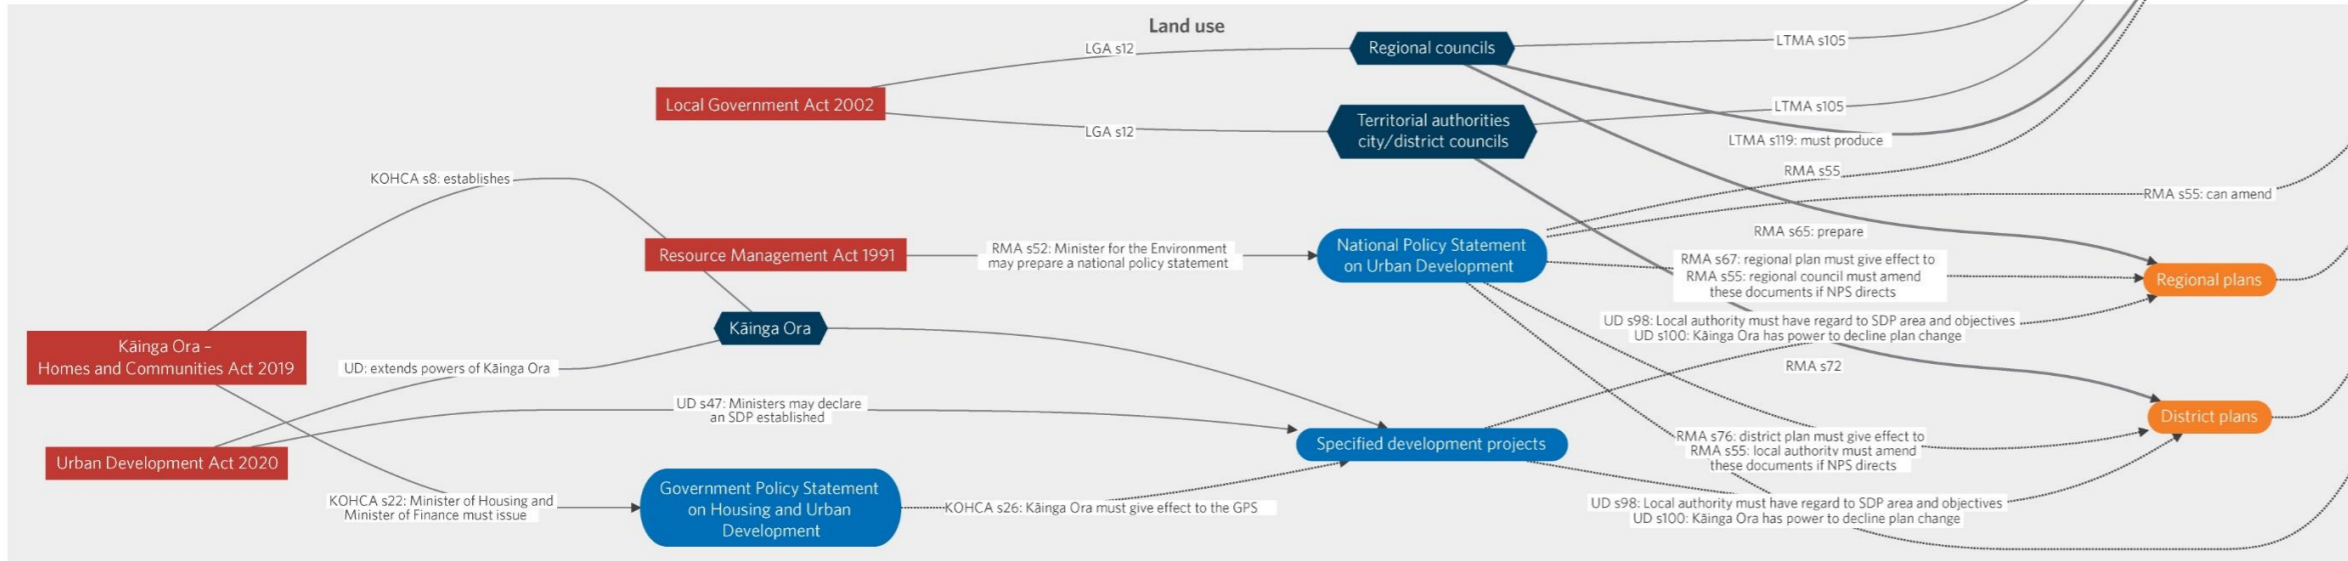 Land use
LGA s12
Regional councils
LTMA s105
Local Government Act 2002
LGA s12
Territorial authorities
city/district councils
LTMA s105
LTMA s119: must produce
KOHCA s8: establishes
RMA s55
RMA s55: can amend
RMA s65: prepare
Resource Management Act 1991
RMA s52: Minister for the Environment
may prepare a national policy statement
National Policy Statement
on Urban Development
RMA s67: regional plan must give effect to
RMA s55: regional council must amend
these documents if NPS directs
Regional plans
Kāinga Ora
UD s98: Local authority must have regard to SDP area and objectives
UD s100: Kāinga Ora has power to decline plan change
Kāinga Ora –
Homes and Communities Act 2019
UD: extends powers of Kāinga Ora
RMA s72
UD s47: Ministers may declare
an SDP established
District plans
Specified development projects
RMA s76: district plan must give effect to
RMA s55: local authority must amend
these documents if NPS directs
Urban Development Act 2020
KOHCA s22: Minister of Housing and
Minister of Finance must issue
Government Policy Statement
on Housing and Urban
Development
KOHCA s26: Kāinga Ora must give effect to the GPS
UD s98: Local authority must have regard to SDP area and objectives
UD s100: Kāinga Ora has power to decline plan change